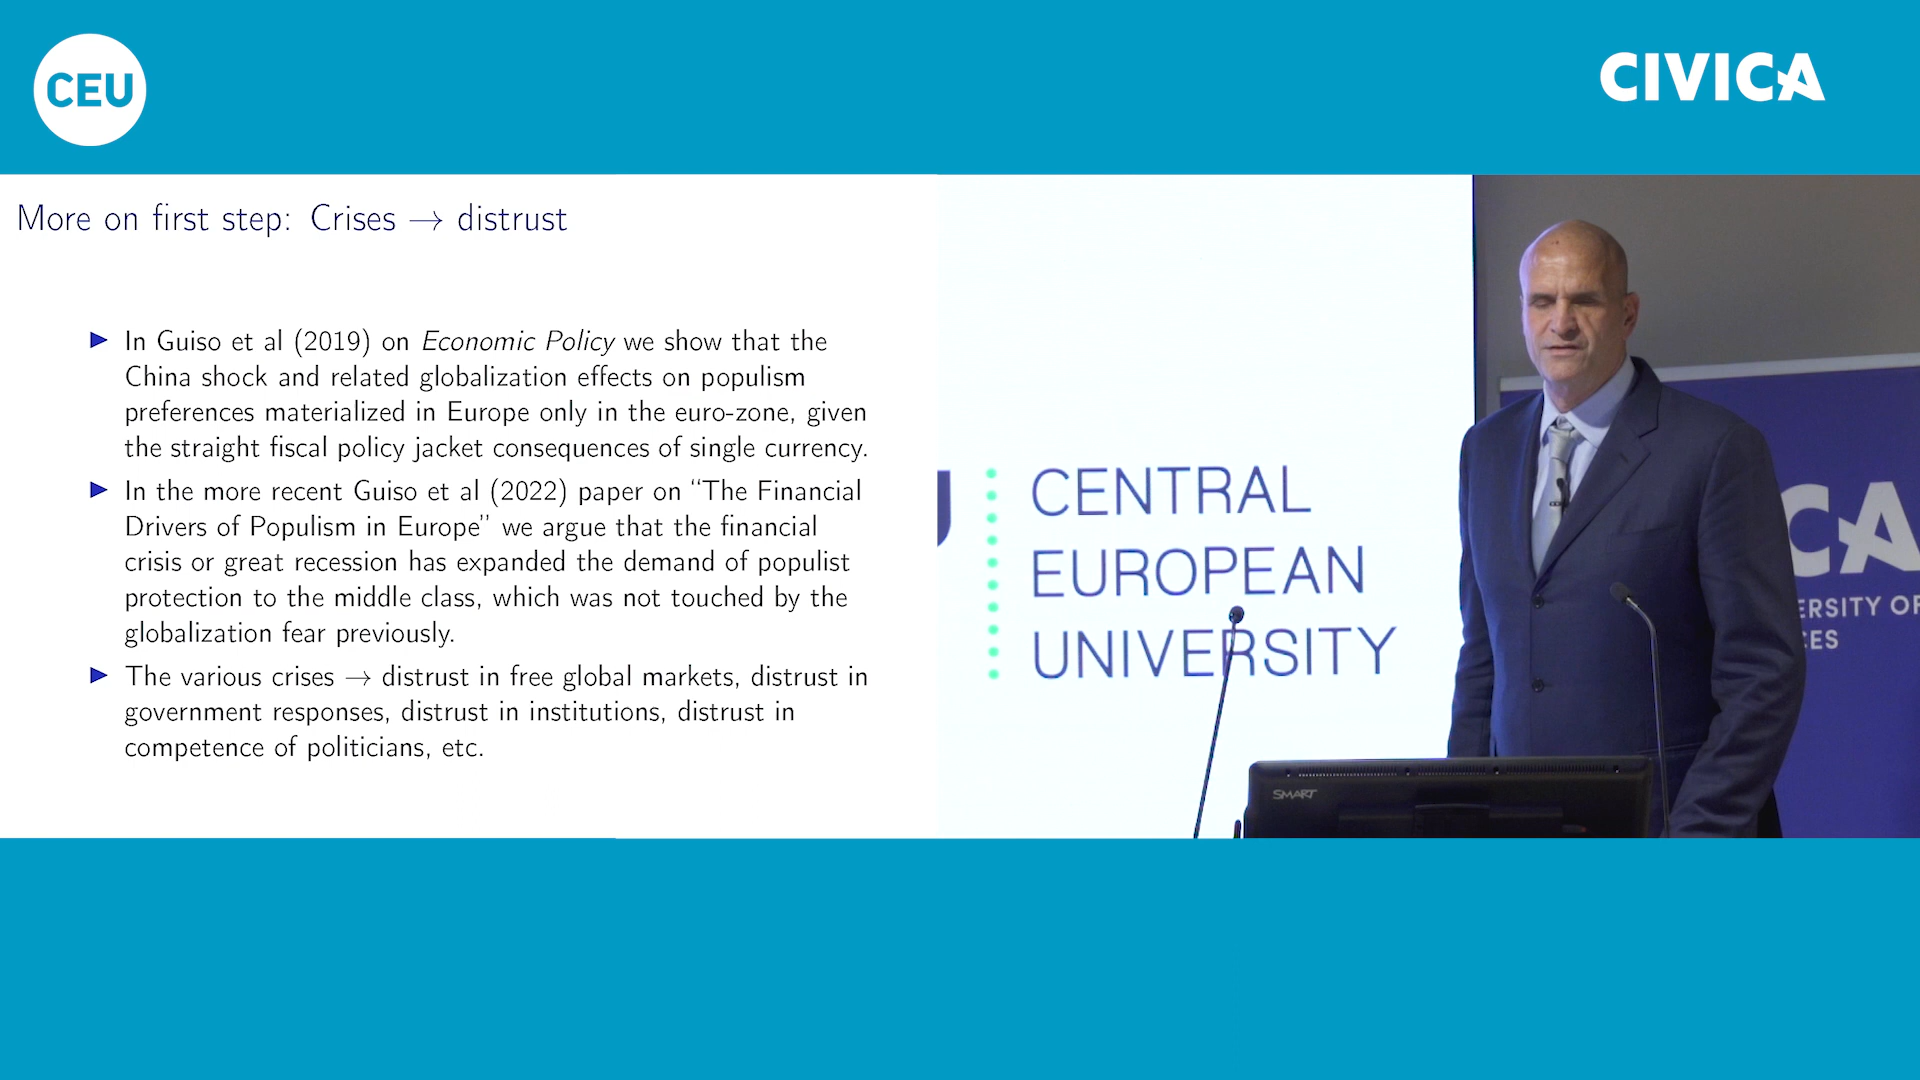 CEU
CIVICA
More on first step: Crises → distrust
▶ In Guiso et al (2019) on Economic Policy we show that the
China shock and related globalization effects on populism
preferences materialized in Europe only in the euro-zone, given
the straight fiscal policy jacket consequences of single currency.
▶ In the more recent Guiso et al (2022) paper on “The Financial
Drivers of Populism in Europe” we argue that the financial
crisis or great recession has expanded the demand of populist
protection to the middle class, which was not touched by the
globalization fear previously.
▶ The various crises → distrust in free global markets, distrust in
government responses, distrust in institutions, distrust in
competence of politicians, etc.
CENTRAL
EUROPEAN
UNIVERSITY
SMART
CA
ERSITY OF
CES